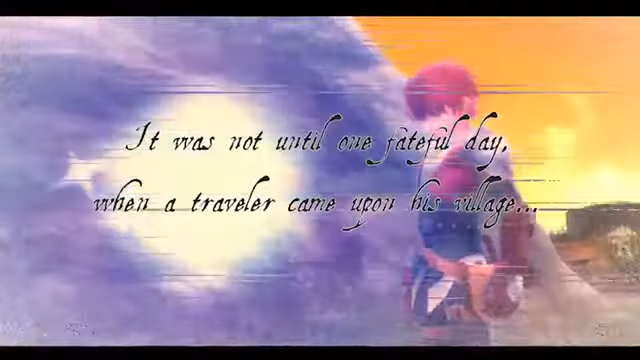 It was not until one fateful day,
when a traveler came upon his village...